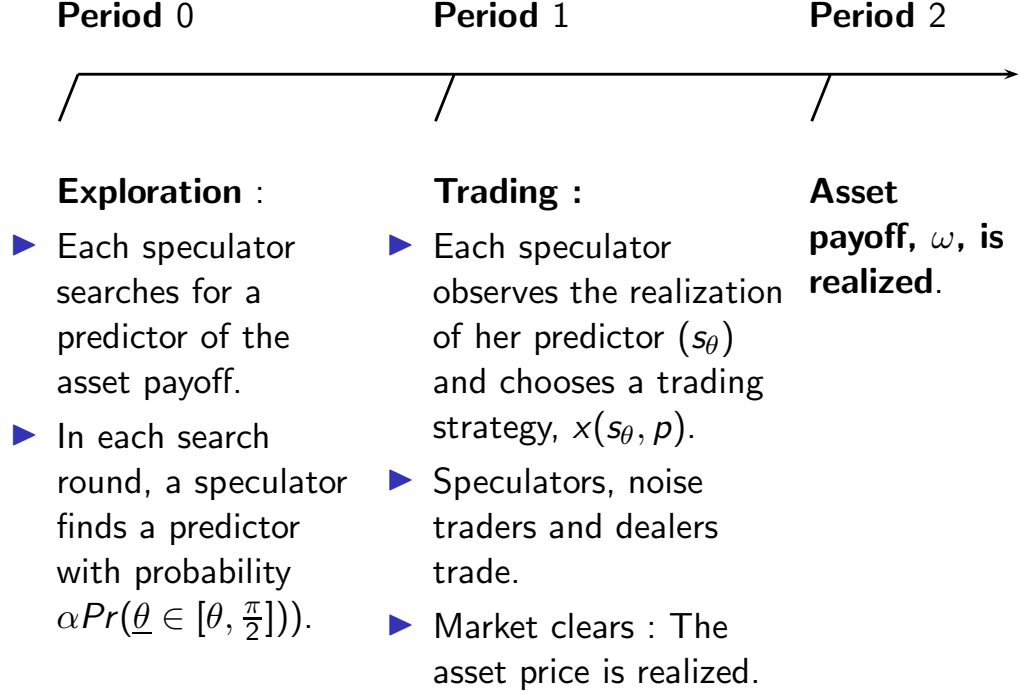 Period 0
Period 1
Period 2
Exploration :
▶ Each speculator
searches for a
predictor of the
asset payoff.
▶ In each search
round, a speculator
finds a predictor
with probability
αPr(θ̲ ∈ [θ, π/2])).
Trading :
▶ Each speculator
observes the realization
of her predictor (s_θ)
and chooses a trading
strategy, x(s_θ, p).
▶ Speculators, noise
traders and dealers
trade.
▶ Market clears : The
asset price is realized.
Asset
payoff, ω, is
realized.